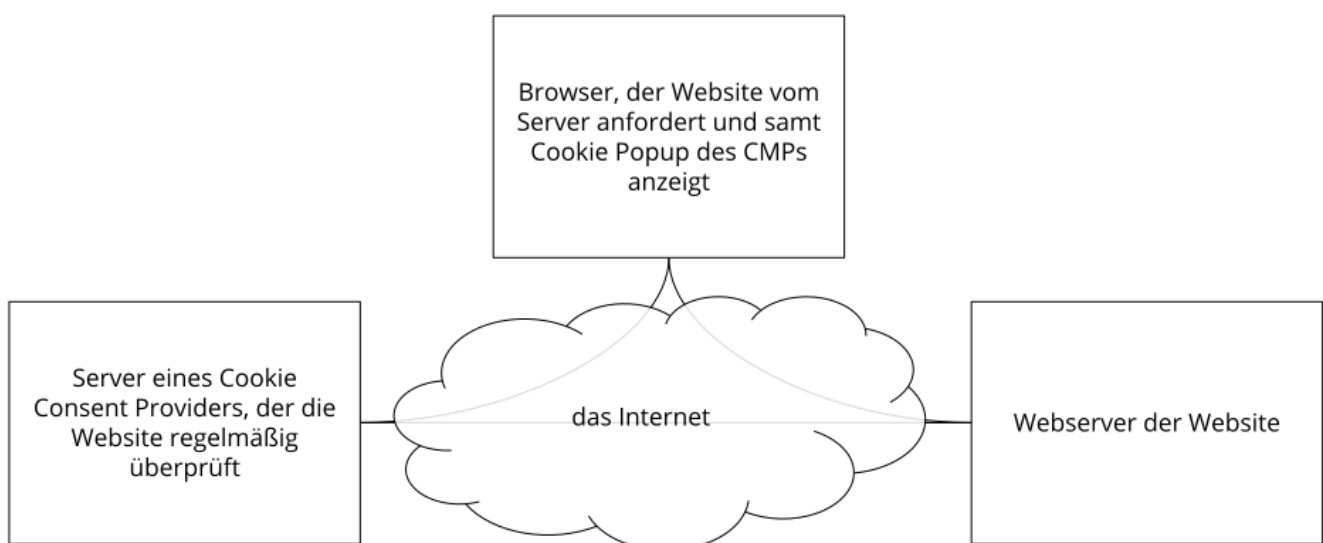 Browser, der Website vom
Server anfordert und samt
Cookie Popup des CMPs
anzeigt
Server eines Cookie
Consent Providers, der die
Website regelmäßig
überprüft
das Internet
Webserver der Website